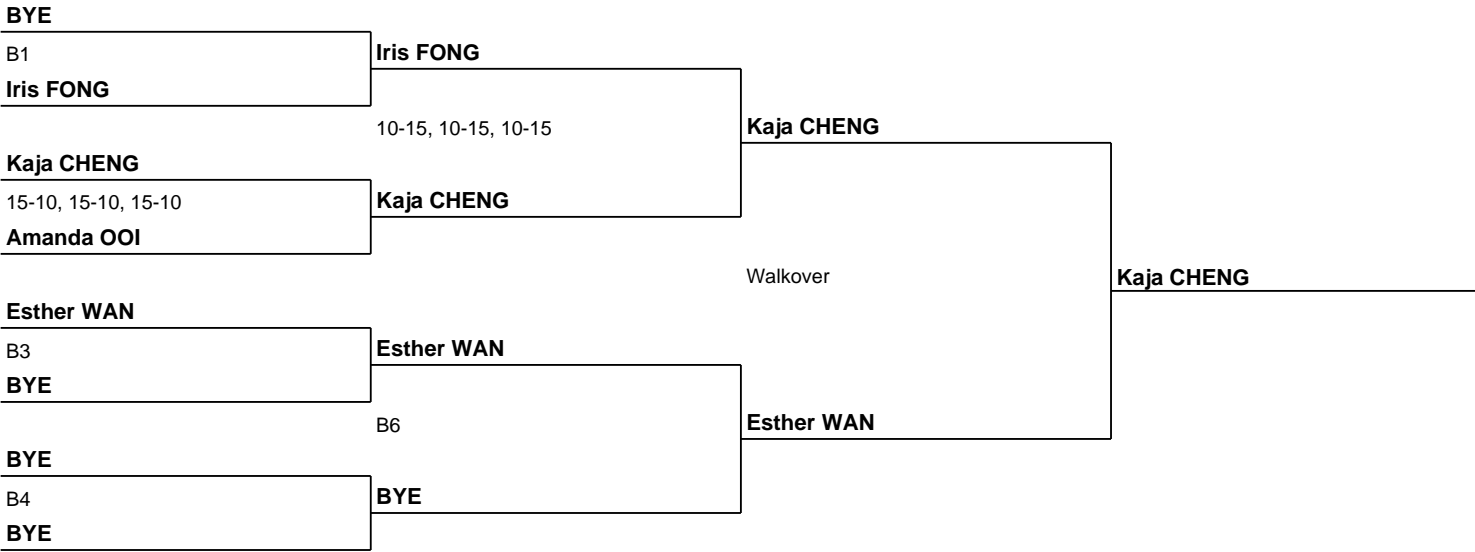 BYE
B1
Iris FONG
Iris FONG
10-15, 10-15, 10-15
Kaja CHENG
Kaja CHENG
15-10, 15-10, 15-10
Kaja CHENG
Amanda OOI
Walkover
Kaja CHENG
Esther WAN
B3
Esther WAN
BYE
B6
Esther WAN
BYE
B4
BYE
BYE